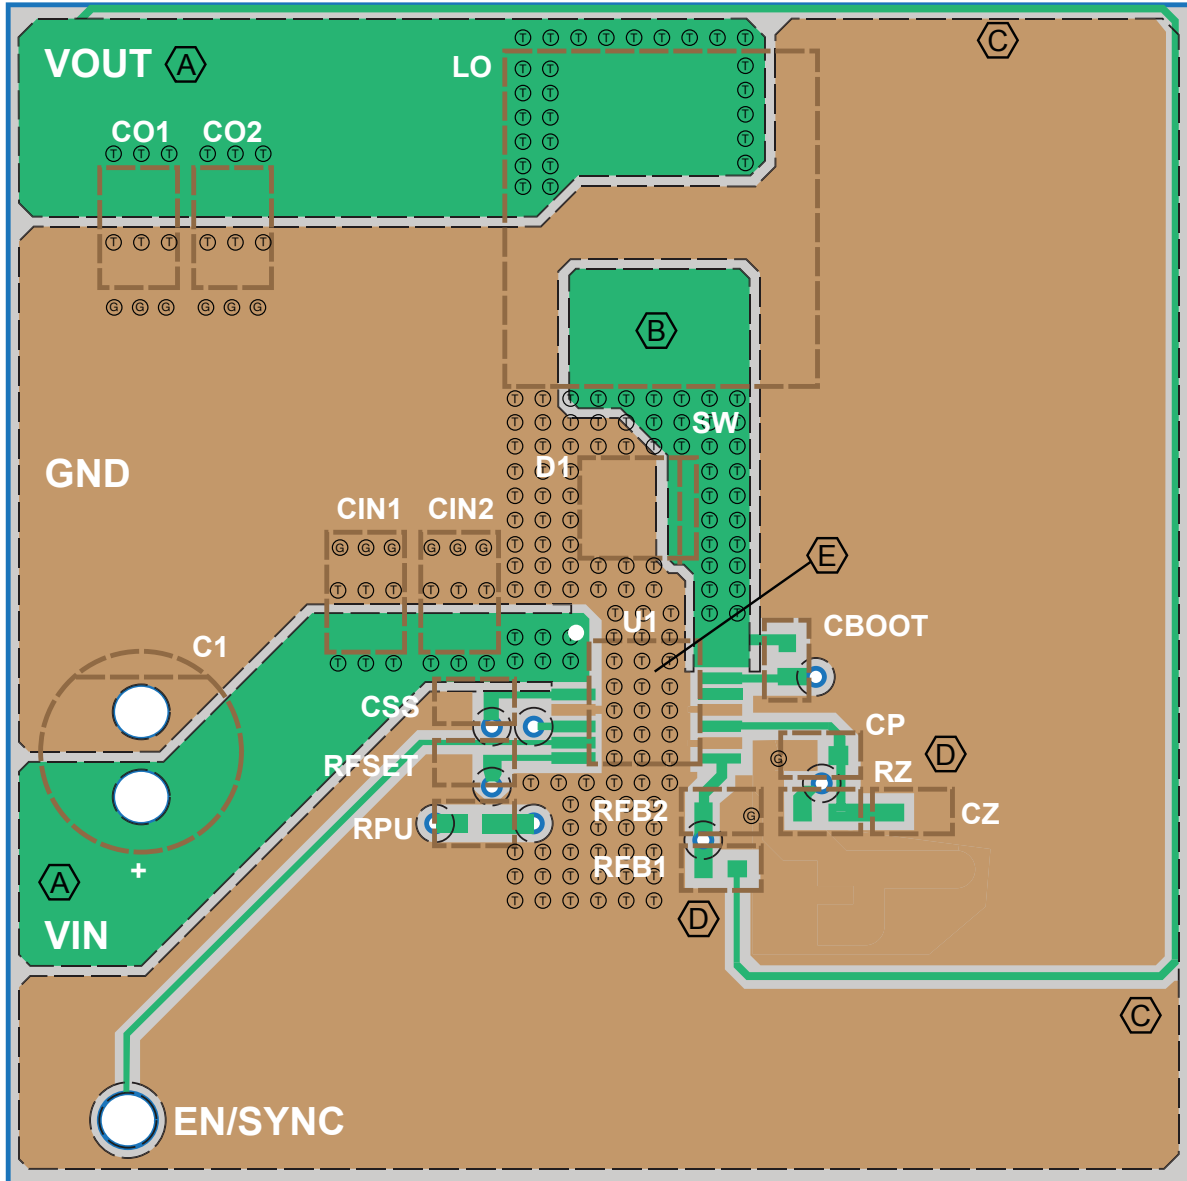 VOUT A
LO
C
CO1 CO2
B
SW
GND
D1
CIN1 CIN2
E
U1
CBOOT
C1
CSS
CP
RFSET
RZ D
RPU
RFB2
CZ
RFB1
+
A
D
VIN
C
EN/SYNC